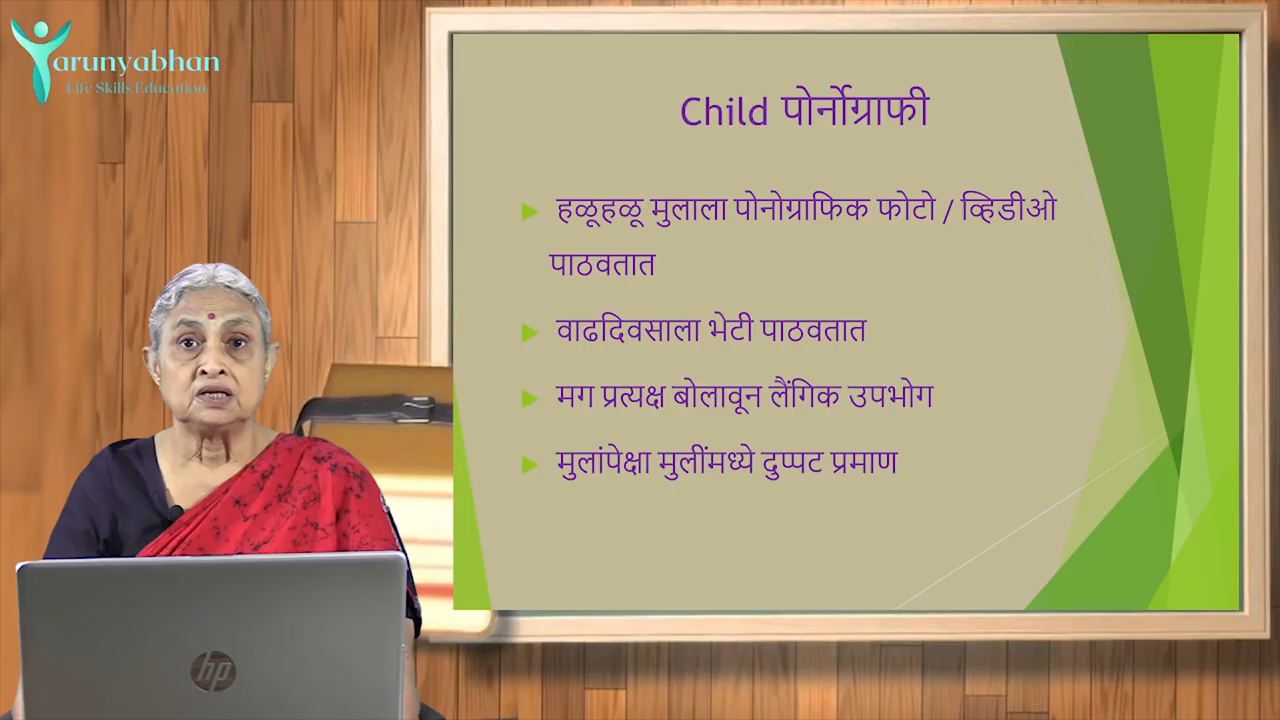 arunyabhan
Life Skills Education
Child पोर्नोग्राफी
हळूहळू मुलाला पोनोग्राफिक फोटो / व्हिडीओ
पाठवतात
वाढदिवसाला भेटी पाठवतात
मग प्रत्यक्ष बोलावून लैंगिक उपभोग
मुलांपेक्षा मुलींमध्ये दुप्पट प्रमाण
hp